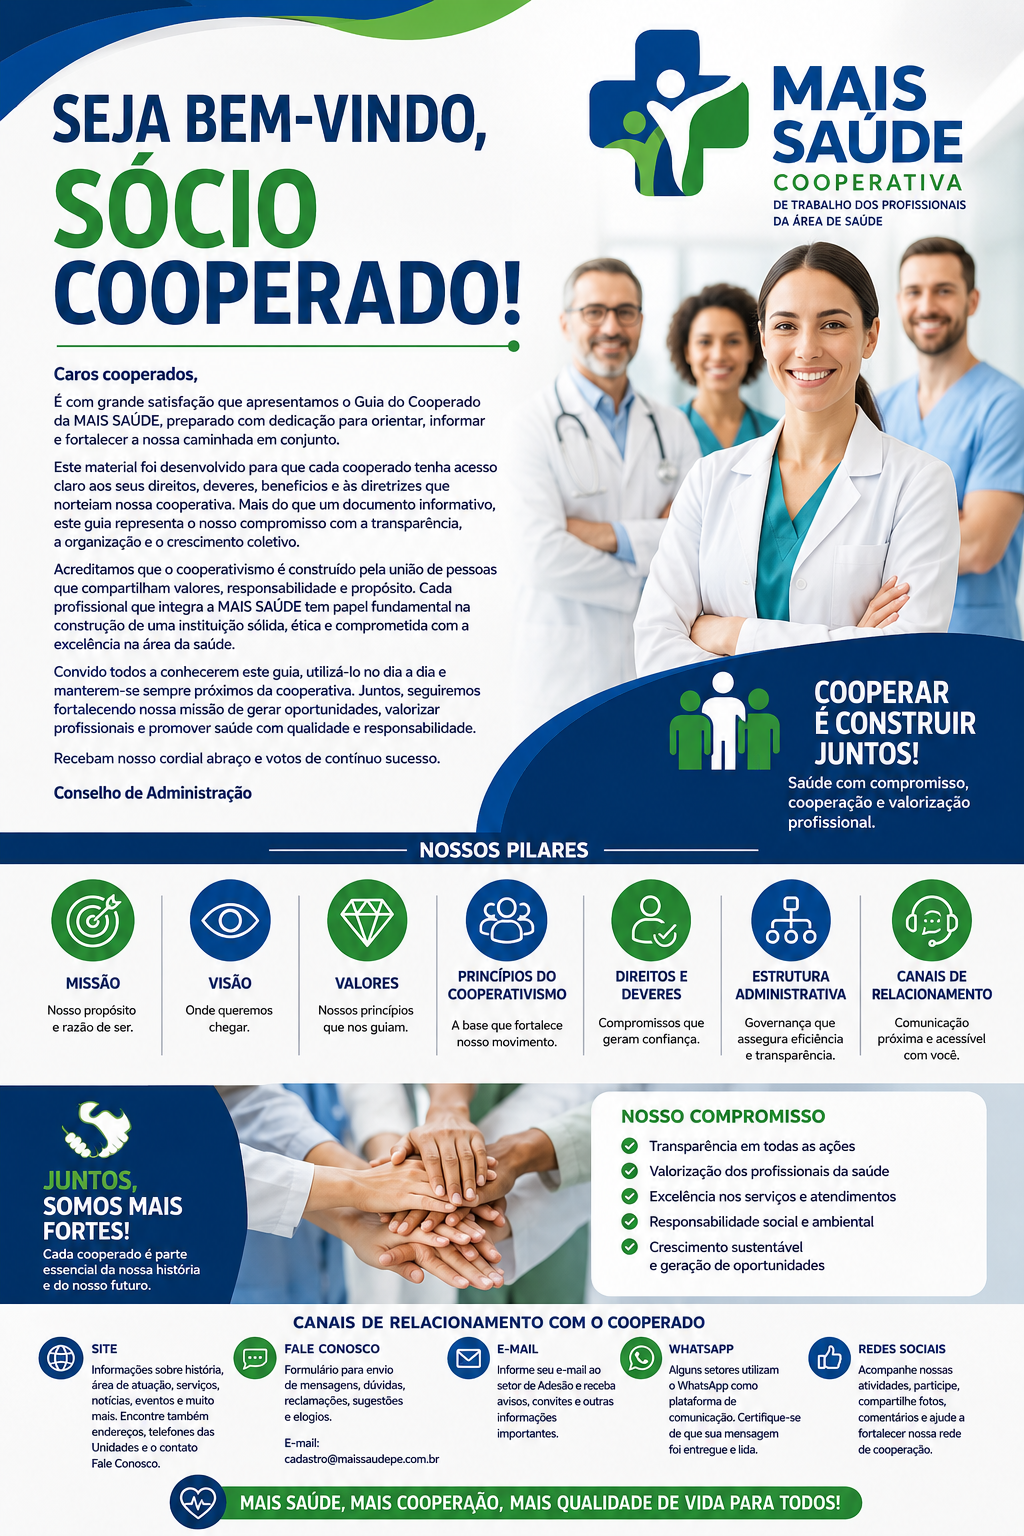 SEJA BEM-VINDO,
SÓCIO
COOPERADO!
MAIS
SAÚDE
COOPERATIVA
DE TRABALHO DOS PROFISSIONAIS
DA ÁREA DE SAÚDE
Caros cooperados,
É com grande satisfação que apresentamos o Guia do Cooperado
da MAIS SAÚDE, preparado com dedicação para orientar, informar
e fortalecer a nossa caminhada em conjunto.
Este material foi desenvolvido para que cada cooperado tenha acesso
claro aos seus direitos, deveres, benefícios e às diretrizes que
norteiam nossa cooperativa. Mais do que um documento informativo,
este guia representa o nosso compromisso com a transparência,
a organização e o crescimento coletivo.
Acreditamos que o cooperativismo é construído pela união de pessoas
que compartilham valores, responsabilidade e propósito. Cada
profissional que integra a MAIS SAÚDE tem papel fundamental na
construção de uma instituição sólida, ética e comprometida com a
excelência na área da saúde.
Convido todos a conhecerem este guia, utilizá-lo no dia a dia e
manterem-se sempre próximos da cooperativa. Juntos, seguiremos
fortalecendo nossa missão de gerar oportunidades, valorizar
profissionais e promover saúde com qualidade e responsabilidade.
Recebam nosso cordial abraço e votos de contínuo sucesso.
Conselho de Administração
COOPERAR
É CONSTRUIR
JUNTOS!
Saúde com compromisso,
cooperação e valorização
profissional.
NOSSOS PILARES
MISSÃO
Nosso propósito
e razão de ser.
VISÃO
Onde queremos
chegar.
VALORES
Nossos princípios
que nos guiam.
PRINCÍPIOS DO
COOPERATIVISMO
A base que fortalece
nosso movimento.
DIREITOS E
DEVERES
Compromissos que
geram confiança.
ESTRUTURA
ADMINISTRATIVA
Governança que
assegura eficiência
e transparência.
CANAIS DE
RELACIONAMENTO
Comunicação
próxima e acessível
com você.
JUNTOS,
SOMOS MAIS
FORTES!
Cada cooperado é parte
essencial da nossa história
e do nosso futuro.
NOSSO COMPROMISSO
Transparência em todas as ações
Valorização dos profissionais da saúde
Excelência nos serviços e atendimentos
Responsabilidade social e ambiental
Crescimento sustentável
e geração de oportunidades
CANAIS DE RELACIONAMENTO COM O COOPERADO
SITE
Informações sobre história,
área de atuação, serviços,
notícias, eventos e muito
mais. Encontre também
endereços, telefones das
Unidades e o contato
Fale Conosco.
FALE CONOSCO
Formulário para envio
de mensagens, dúvidas,
reclamações, sugestões
e elogios.
E-mail:
cadastro@maissaudepe.com.br
E-MAIL
Informe seu e-mail ao
setor de Adesão e receba
avisos, convites e outras
informações
importantes.
WHATSAPP
Alguns setores utilizam
o WhatsApp como
plataforma de
comunicação. Certifique-se
de que sua mensagem
foi entregue e lida.
REDES SOCIAIS
Acompanhe nossas
atividades, participe,
compartilhe fotos,
comentários e ajude a
fortalecer nossa rede
de cooperação.
MAIS SAÚDE, MAIS COOPERAÇÃO, MAIS QUALIDADE DE VIDA PARA TODOS!